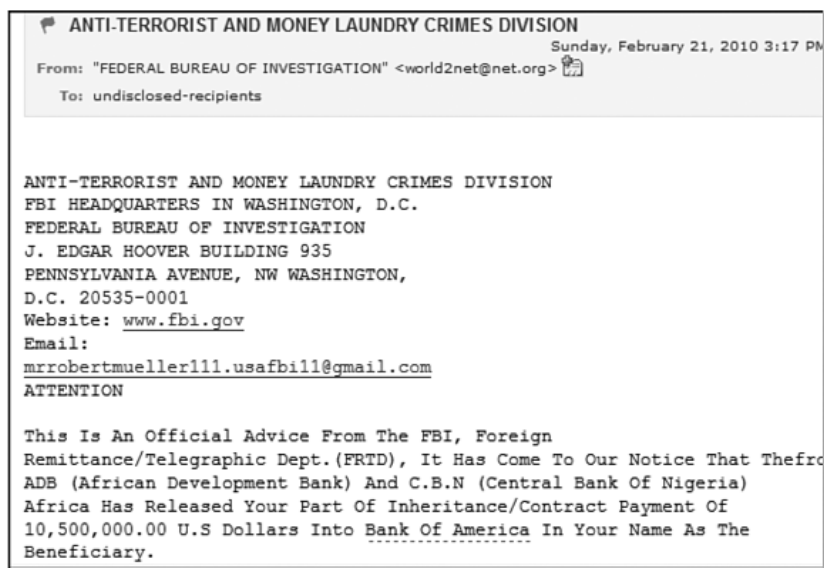 ANTI-TERRORIST AND MONEY LAUNDRY CRIMES DIVISION
Sunday, February 21, 2010 3:17 PM
From: "FEDERAL BUREAU OF INVESTIGATION" <world2net@net.org>
To: undisclosed-recipients
ANTI-TERRORIST AND MONEY LAUNDRY CRIMES DIVISION
FBI HEADQUARTERS IN WASHINGTON, D.C.
FEDERAL BUREAU OF INVESTIGATION
J. EDGAR HOOVER BUILDING 935
PENNSYLVANIA AVENUE, NW WASHINGTON,
D.C. 20535-0001
Website: www.fbi.gov
Email:
mrrobertmueller111.usafbi11@gmail.com
ATTENTION
This Is An Official Advice From The FBI, Foreign
Remittance/Telegraphic Dept.(FRTD), It Has Come To Our Notice That Thefro
ADB (African Development Bank) And C.B.N (Central Bank Of Nigeria)
Africa Has Released Your Part Of Inheritance/Contract Payment Of
10,500,000.00 U.S Dollars Into Bank Of America In Your Name As The
Beneficiary.